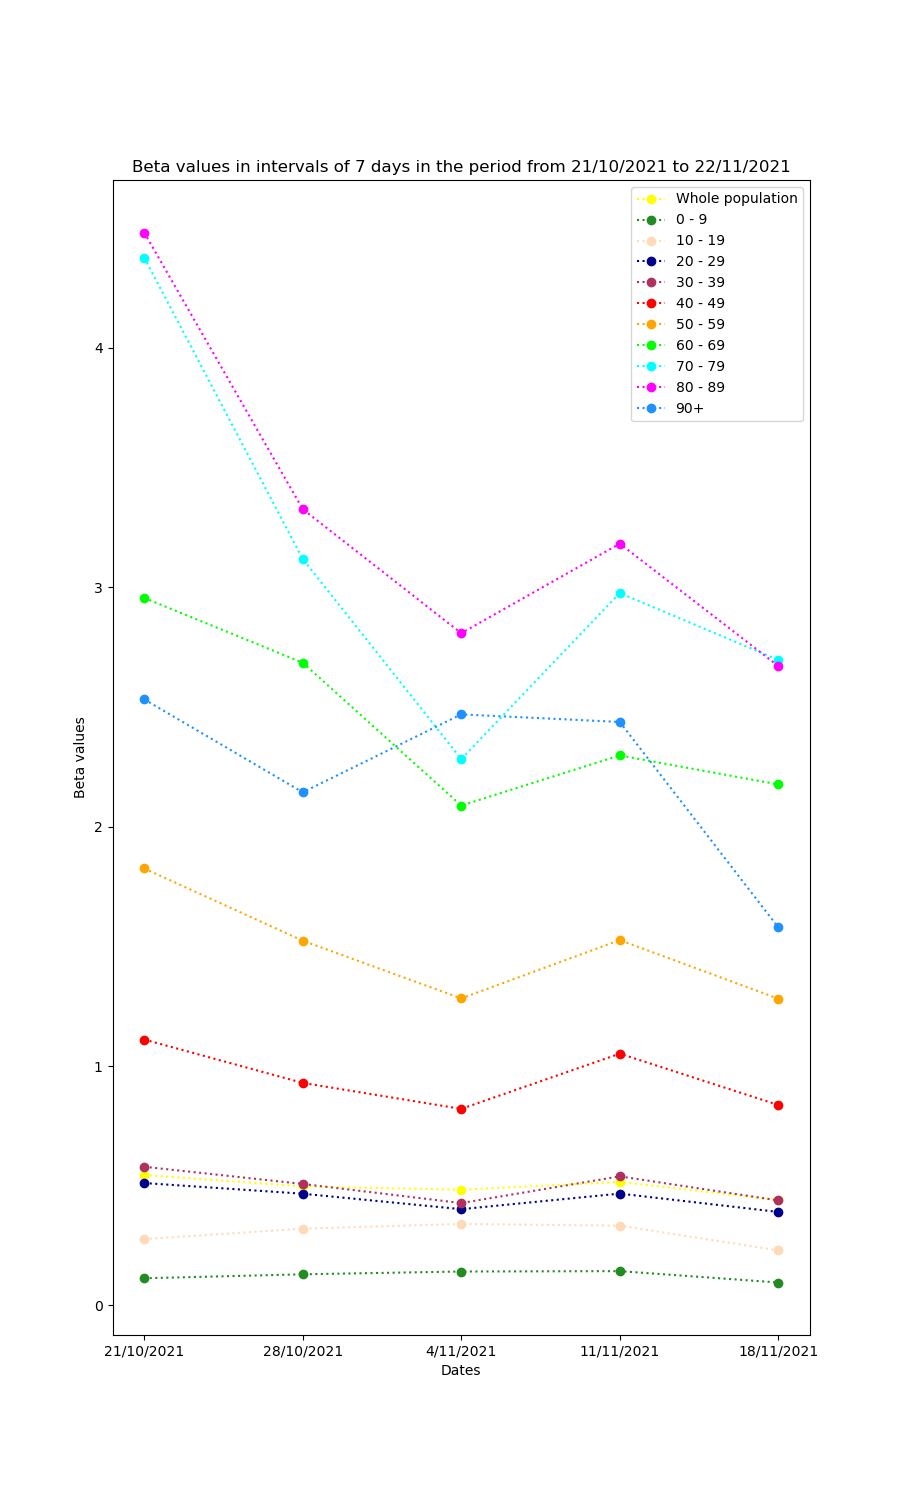 Beta values in intervals of 7 days in the period from 21/10/2021 to 22/11/2021
Whole population
0 - 9
10 - 19
20 - 29
30 - 39
40 - 49
50 - 59
60 - 69
70 - 79
80 - 89
90+
4
3
2
1
0
Beta values
21/10/2021 28/10/2021 4/11/2021 11/11/2021 18/11/2021
Dates